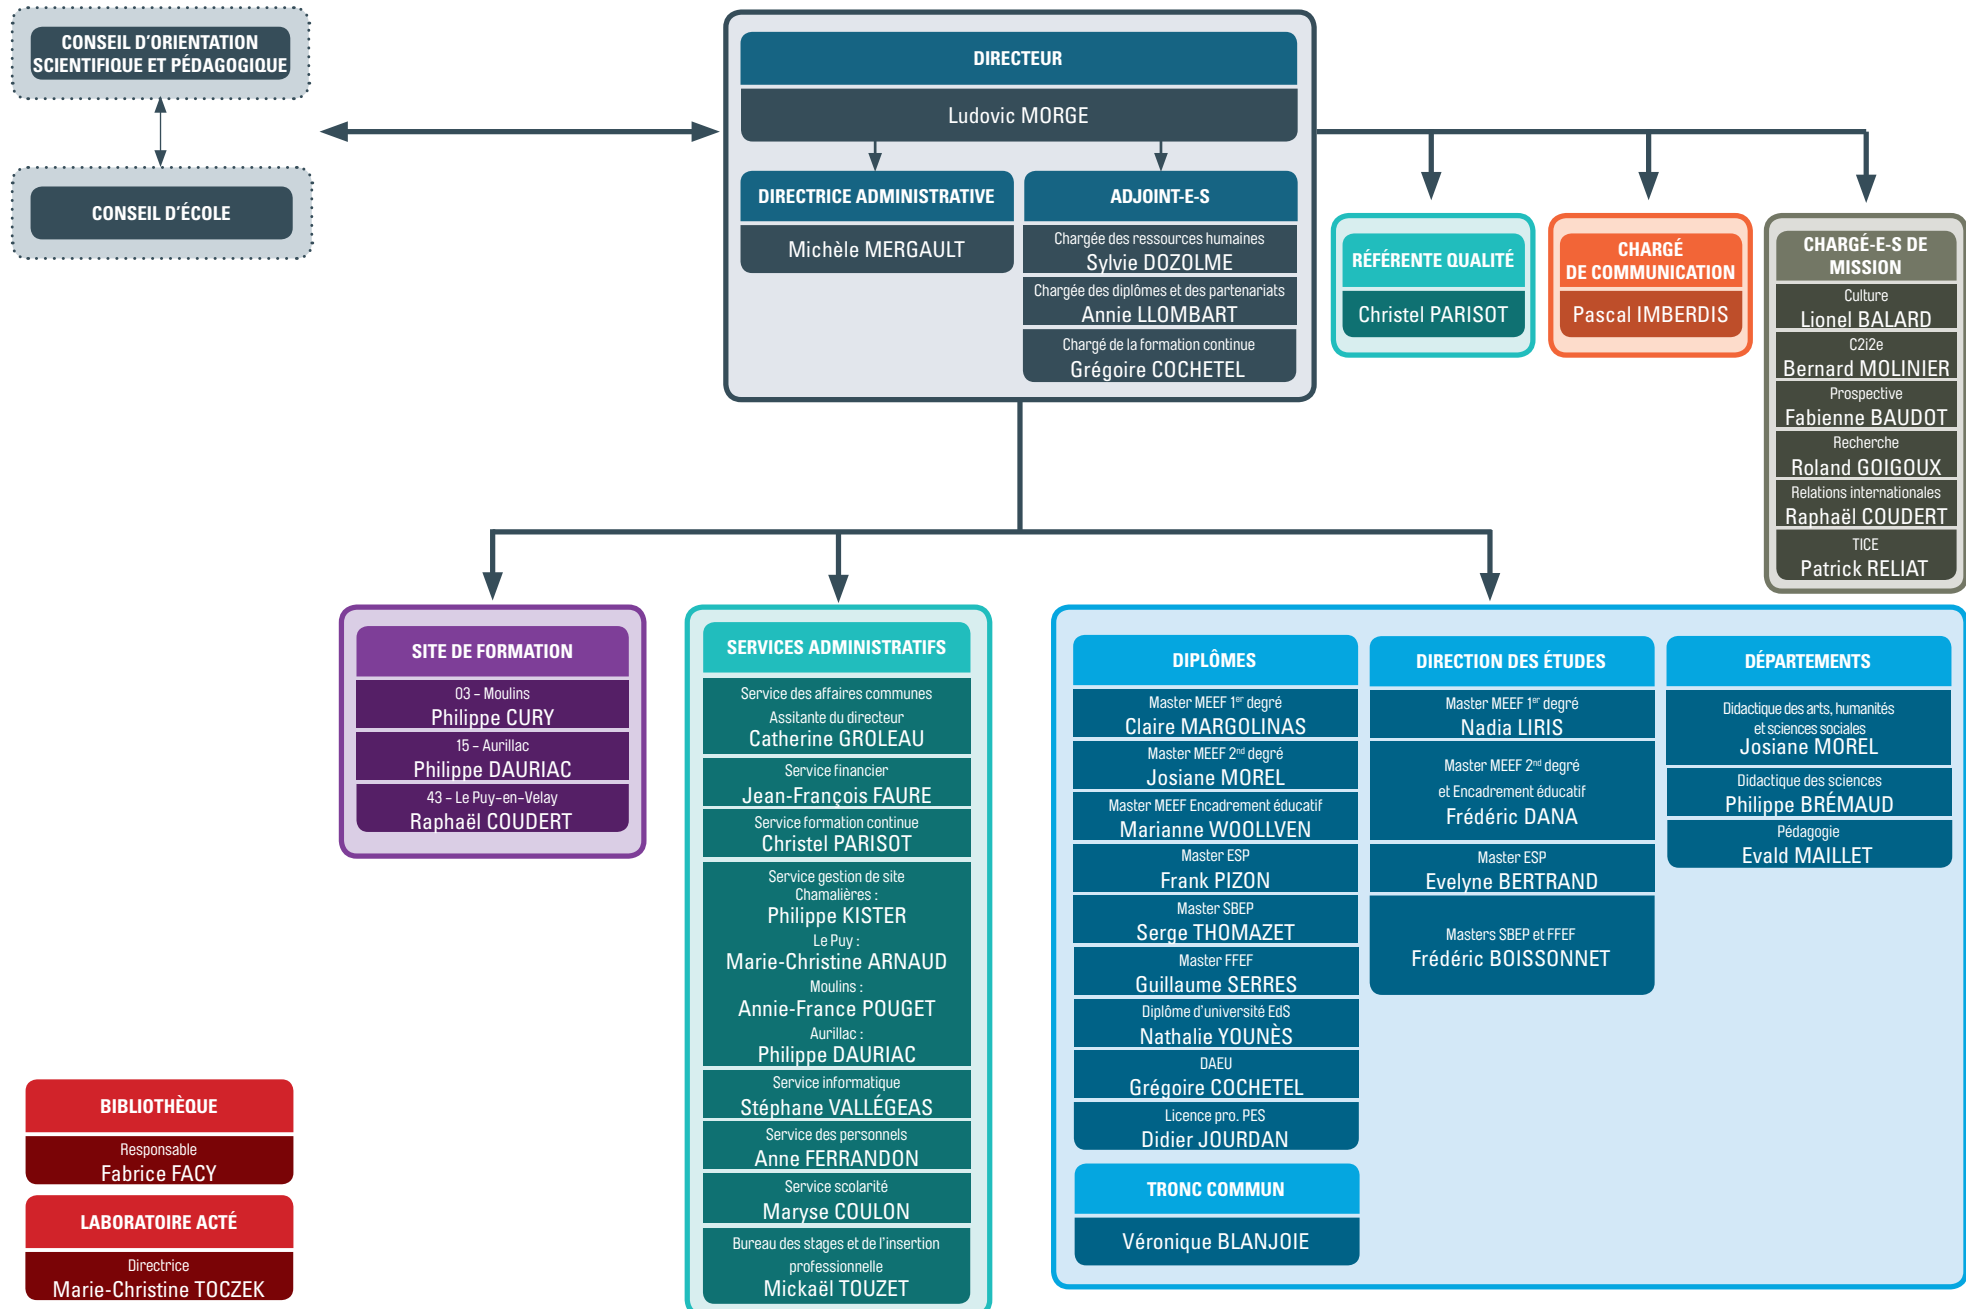 CONSEIL D'ORIENTATION
SCIENTIFIQUE ET PÉDAGOGIQUE
CONSEIL D'ÉCOLE
DIRECTEUR
Ludovic MORGE
DIRECTRICE ADMINISTRATIVE
Michèle MERGAULT
ADJOINT-E-S
Chargée des ressources humaines
Sylvie DOZOLME
Chargée des diplômes et des partenariats
Annie LLOMBART
Chargé de la formation continue
Grégoire COCHETEL
RÉFÉRENTE QUALITÉ
Christel PARISOT
CHARGÉ
DE COMMUNICATION
Pascal IMBERDIS
CHARGÉ-E-S DE
MISSION
Culture
Lionel BALARD
C2i2e
Bernard MOLINIER
Prospective
Fabienne BAUDOT
Recherche
Roland GOIGOUX
Relations internationales
Raphaël COUDERT
TICE
Patrick RELIAT
SITE DE FORMATION
03 - Moulins
Philippe CURY
15 - Aurillac
Philippe DAURIAC
43 - Le Puy-en-Velay
Raphaël COUDERT
SERVICES ADMINISTRATIFS
Service des affaires communes
Assitante du directeur
Catherine GROLEAU
Service financier
Jean-François FAURE
Service formation continue
Christel PARISOT
Service gestion de site
Chamalières :
Philippe KISTER
Le Puy :
Marie-Christine ARNAUD
Moulins :
Annie-France POUGET
Aurillac :
Philippe DAURIAC
Service informatique
Stéphane VALLÉGEAS
Service des personnels
Anne FERRANDON
Service scolarité
Maryse COULON
Bureau des stages et de l'insertion
professionnelle
Mickaël TOUZET
DIPLÔMES
Master MEEF 1er degré
Claire MARGOLINAS
Master MEEF 2nd degré
Josiane MOREL
Master MEEF Encadrement éducatif
Marianne WOOLLVEN
Master ESP
Frank PIZON
Master SBEP
Serge THOMAZET
Master FFEF
Guillaume SERRES
Diplôme d'université EdS
Nathalie YOUNÈS
DAEU
Grégoire COCHETEL
Licence pro. PES
Didier JOURDAN
TRONC COMMUN
Véronique BLANJOIE
DIRECTION DES ÉTUDES
Master MEEF 1er degré
Nadia LIRIS
Master MEEF 2nd degré
et Encadrement éducatif
Frédéric DANA
Master ESP
Evelyne BERTRAND
Masters SBEP et FFEF
Frédéric BOISSONNET
DÉPARTEMENTS
Didactique des arts, humanités
et sciences sociales
Josiane MOREL
Didactique des sciences
Philippe BRÉMAUD
Pédagogie
Evald MAILLET
BIBLIOTHÈQUE
Responsable
Fabrice FACY
LABORATOIRE ACTÉ
Directrice
Marie-Christine TOCZEK